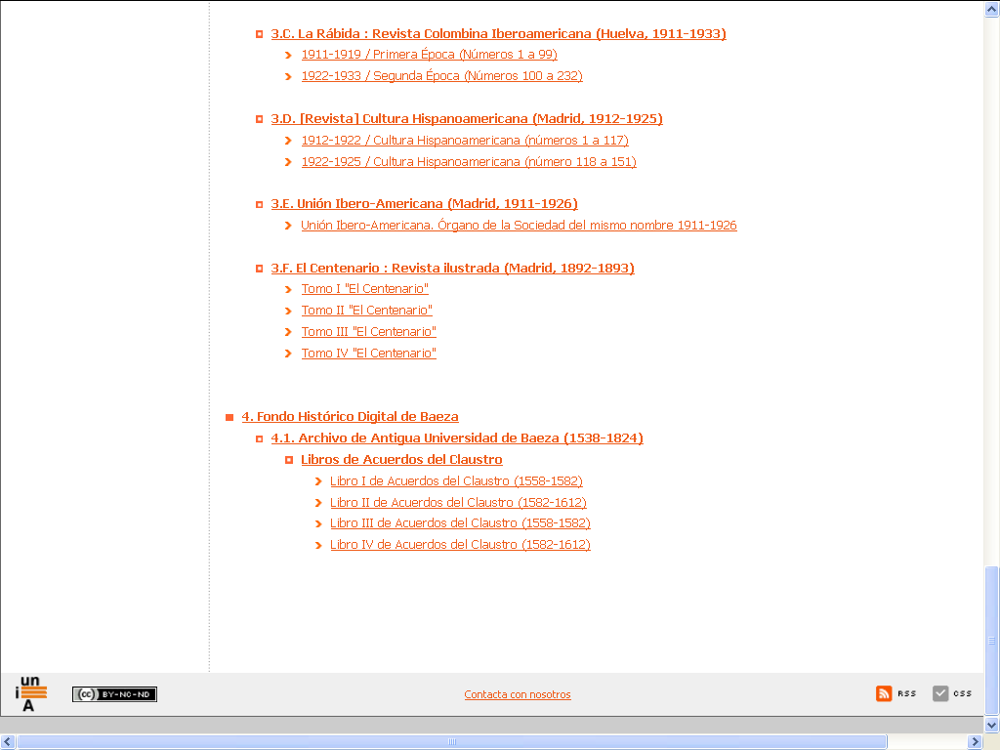 3.C. La Rábida : Revista Colombina Iberoamericana (Huelva, 1911-1933)
1911-1919 / Primera Época (Números 1 a 99)
1922-1933 / Segunda Época (Números 100 a 232)
3.D. [Revista] Cultura Hispanoamericana (Madrid, 1912-1925)
1912-1922 / Cultura Hispanoamericana (números 1 a 117)
1922-1925 / Cultura Hispanoamericana (número 118 a 151)
3.E. Unión Ibero-Americana (Madrid, 1911-1926)
Unión Ibero-Americana. Órgano de la Sociedad del mismo nombre 1911-1926
3.F. El Centenario : Revista ilustrada (Madrid, 1892-1893)
Tomo I "El Centenario"
Tomo II "El Centenario"
Tomo III "El Centenario"
Tomo IV "El Centenario"
4. Fondo Histórico Digital de Baeza
4.1. Archivo de Antigua Universidad de Baeza (1538-1824)
Libros de Acuerdos del Claustro
Libro I de Acuerdos del Claustro (1558-1582)
Libro II de Acuerdos del Claustro (1582-1612)
Libro III de Acuerdos del Claustro (1558-1582)
Libro IV de Acuerdos del Claustro (1582-1612)
un
i
A
cc BY-NC-ND
Contacta con nosotros
RSS
CSS